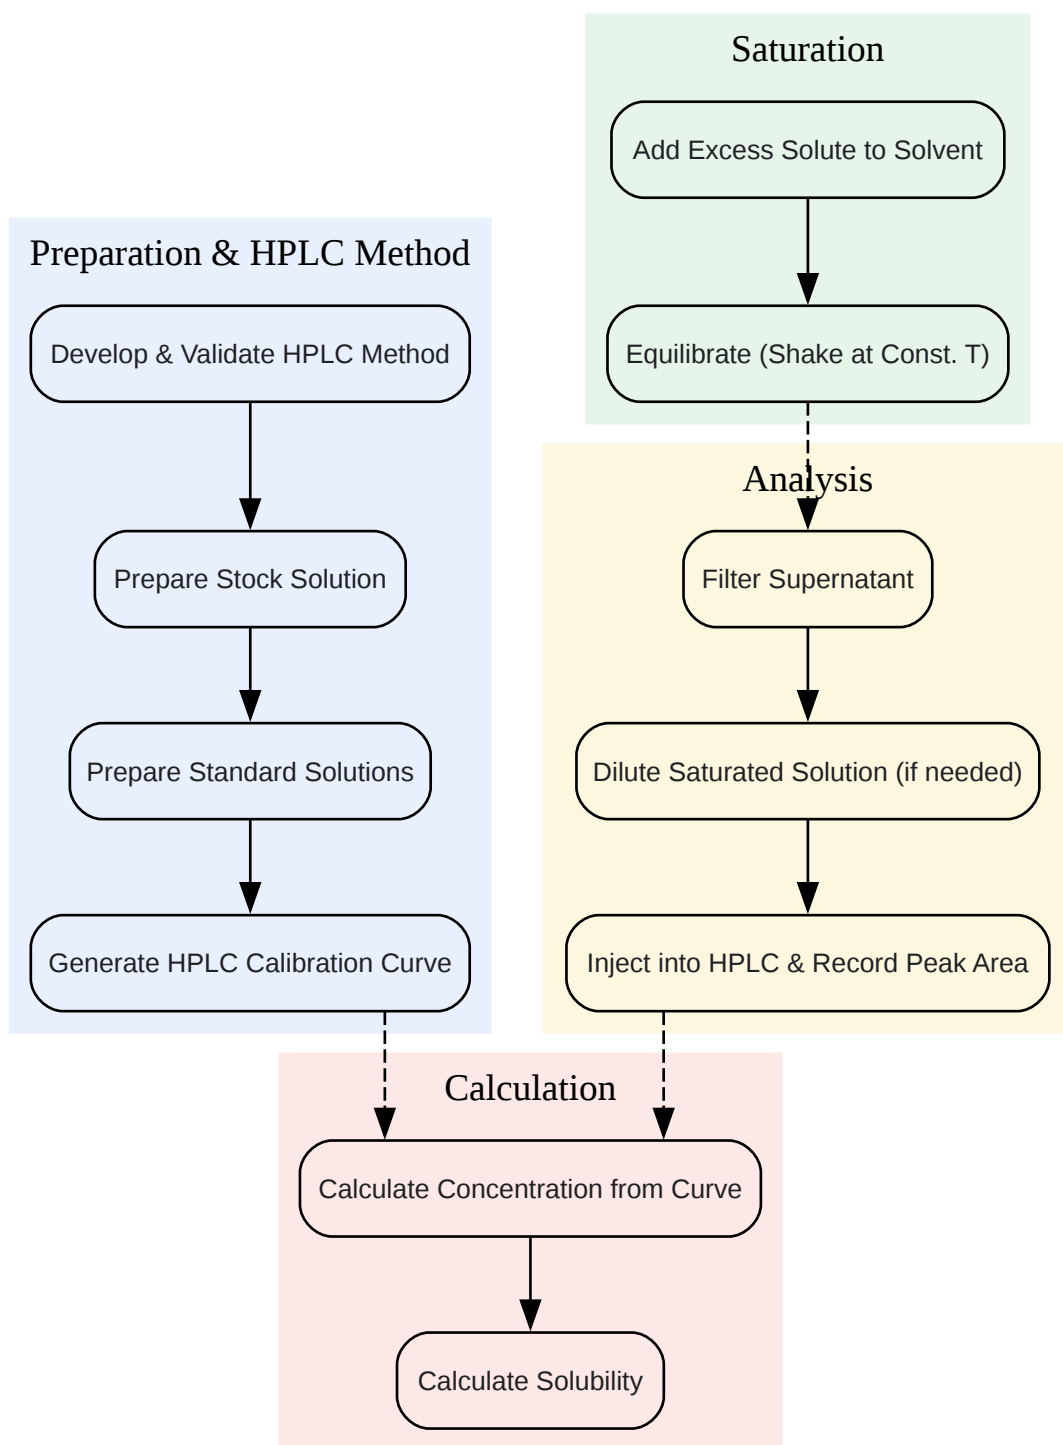 Saturation
Add Excess Solute to Solvent
Equilibrate (Shake at Const. T)
Preparation & HPLC Method
Develop & Validate HPLC Method
Prepare Stock Solution
Prepare Standard Solutions
Generate HPLC Calibration Curve
Analysis
Filter Supernatant
Dilute Saturated Solution (if needed)
Inject into HPLC & Record Peak Area
Calculation
Calculate Concentration from Curve
Calculate Solubility